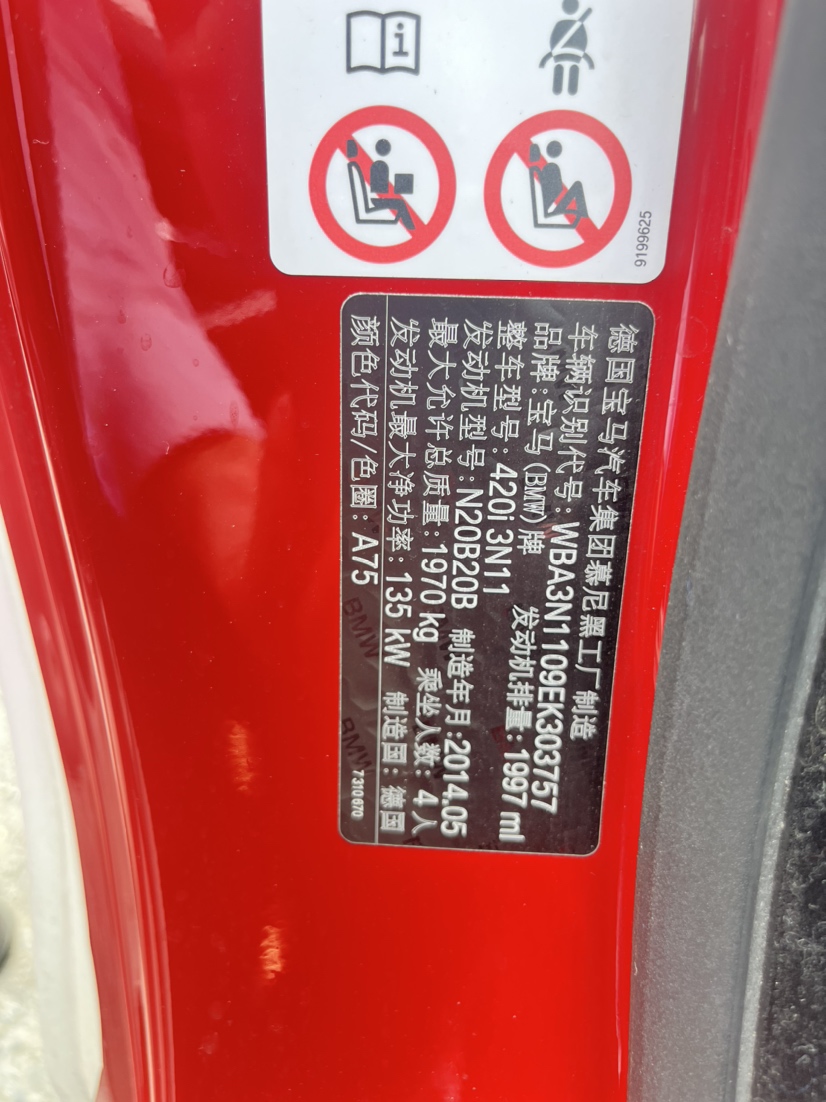 9199625
德国宝马汽车集团慕尼黑工厂 制造
车辆识别代号:WBA3N1109EK303757
品牌:宝马(BMW)牌 发动机排量:1997 ml
整车型号:420i 3N11
发动机型号:N20B20B 制造年月:2014.05
最大允许总质量:1970 kg 乘坐人数:4人
发动机最大净功率:135 kW 制造国:德国
颜色代码/色圈:A75
7310670
BMW
BMW